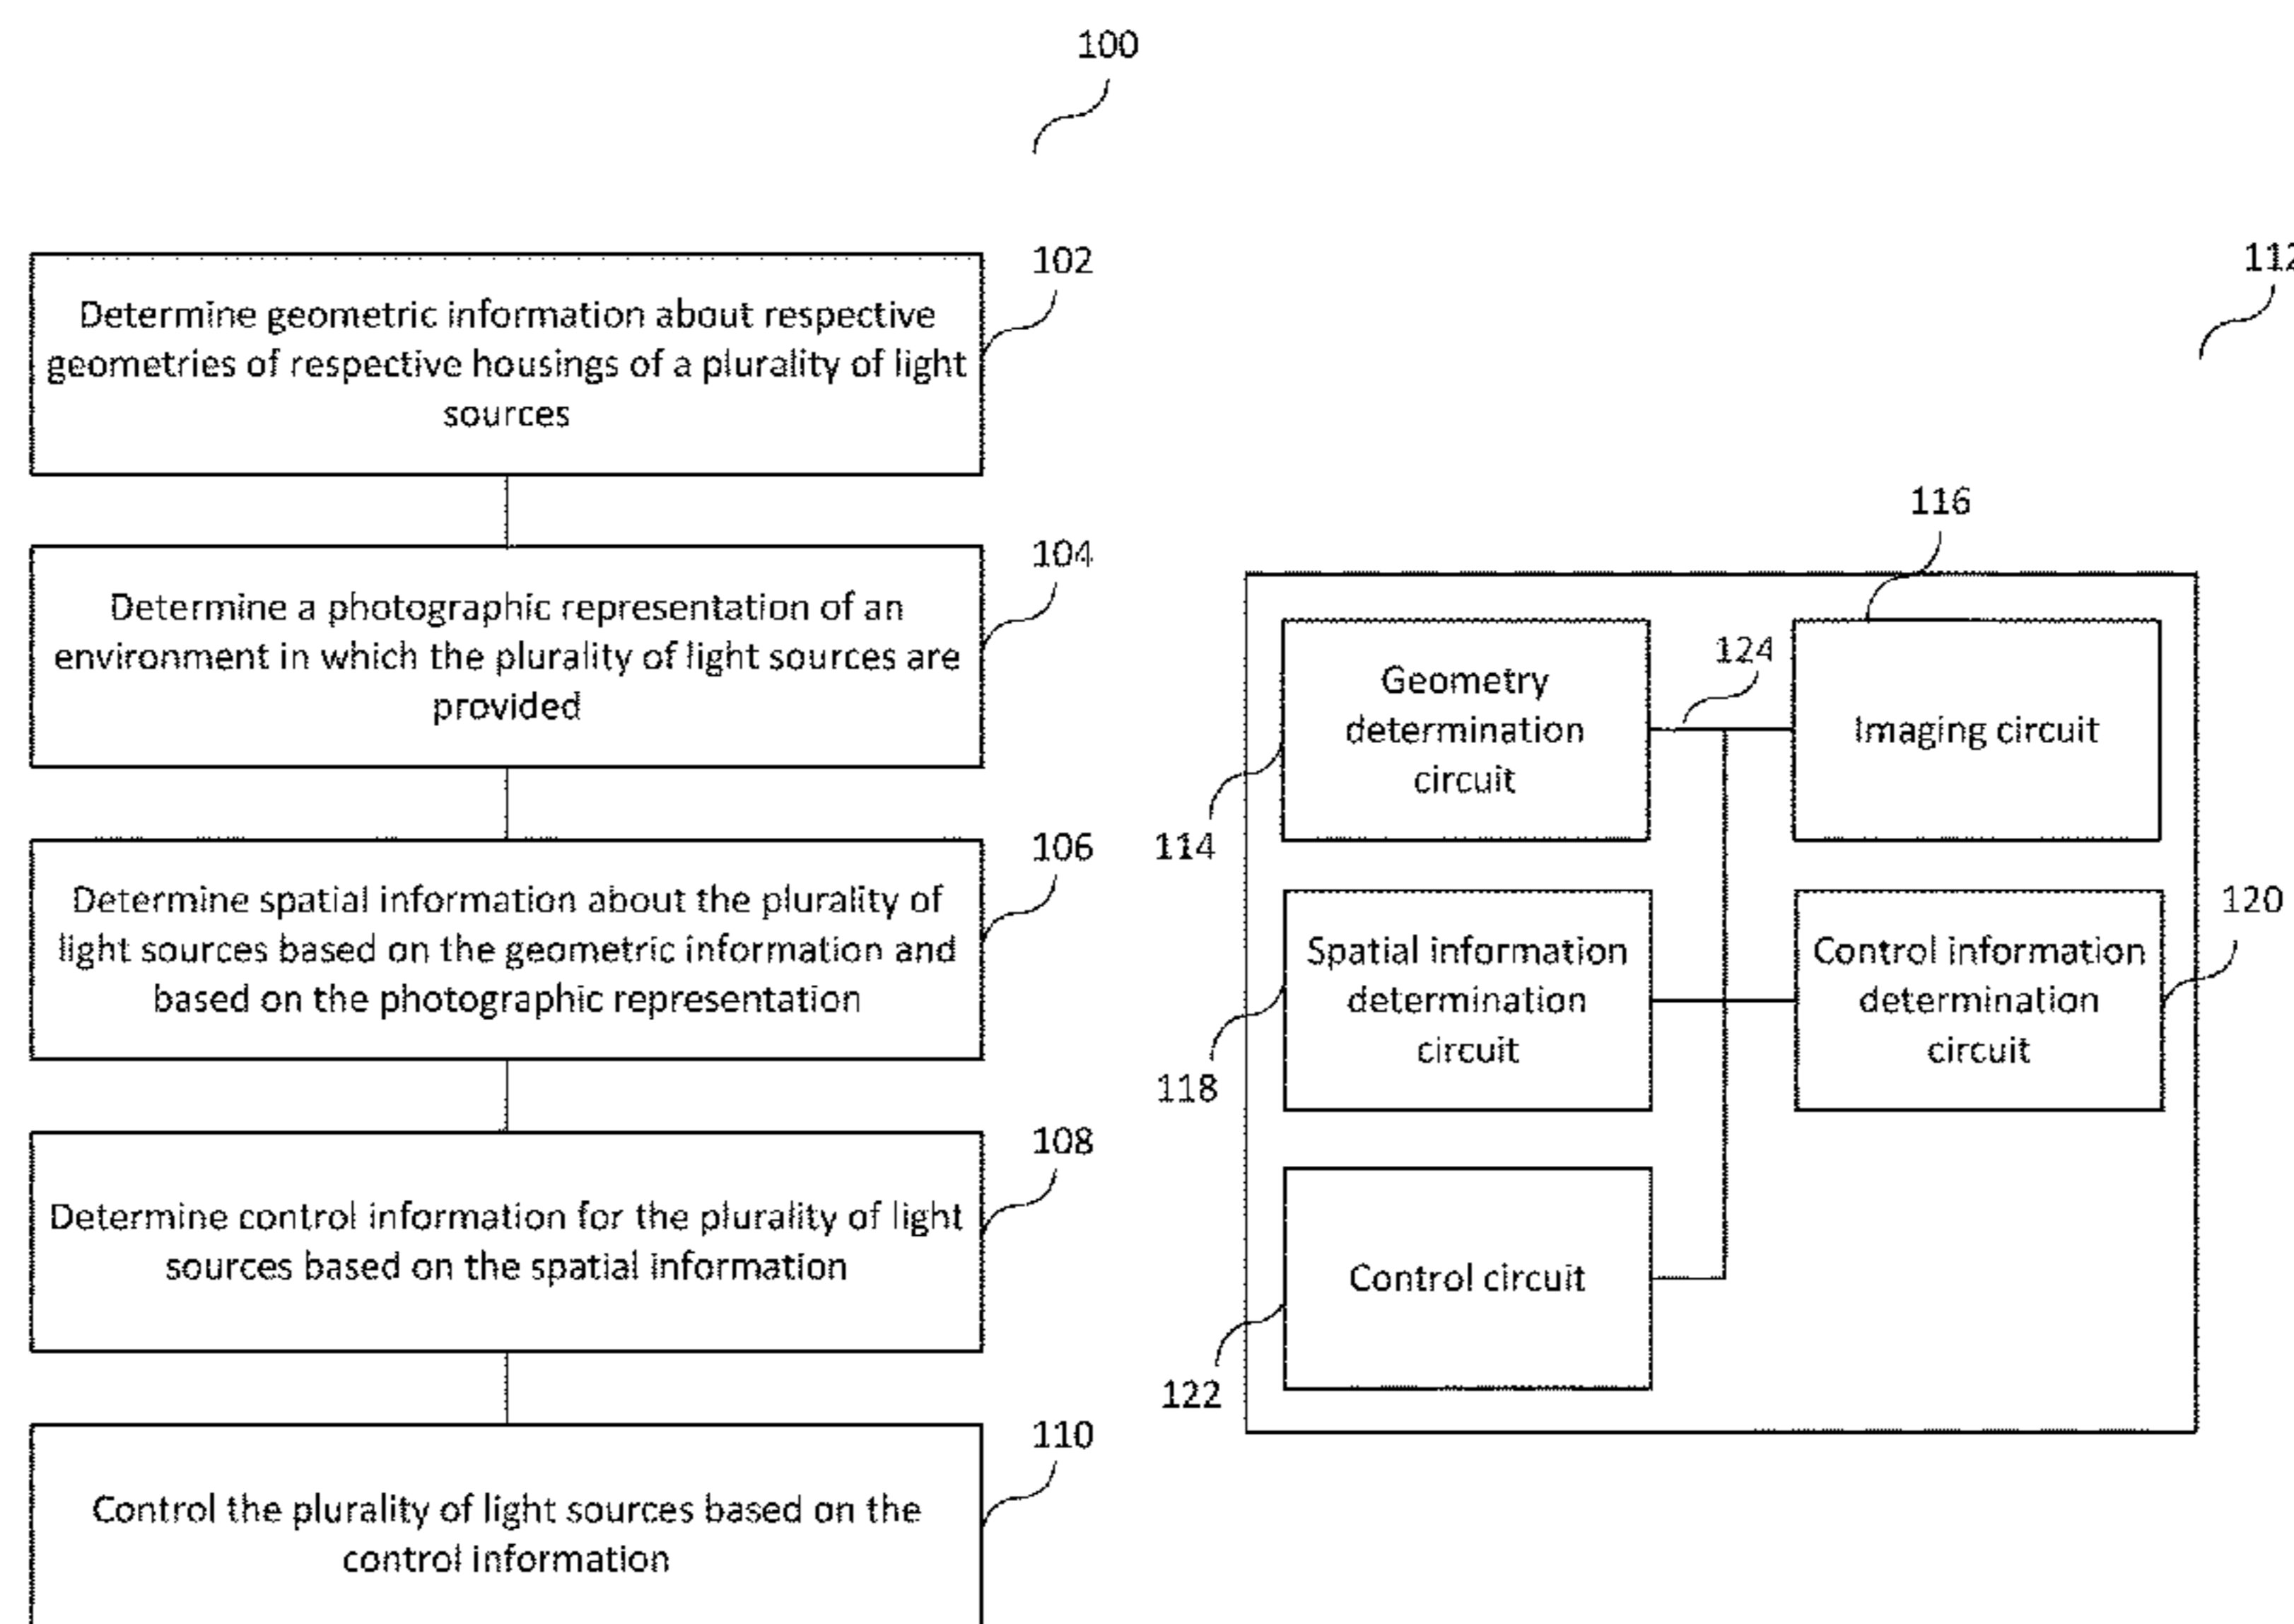 100
102
Determine geometric information about respective
geometries of respective housings of a plurality of light
sources
104
Determine a photographic representation of an
environment in which the plurality of light sources are
provided
106
Determine spatial information about the plurality of
light sources based on the geometric information and
based on the photographic representation
108
Determine control information for the plurality of light
sources based on the spatial information
110
Control the plurality of light sources based on the
control information
112
116
124
Geometry
determination
circuit
Imaging circuit
114
120
Spatial information
determination
circuit
Control information
determination
circuit
118
Control circuit
122